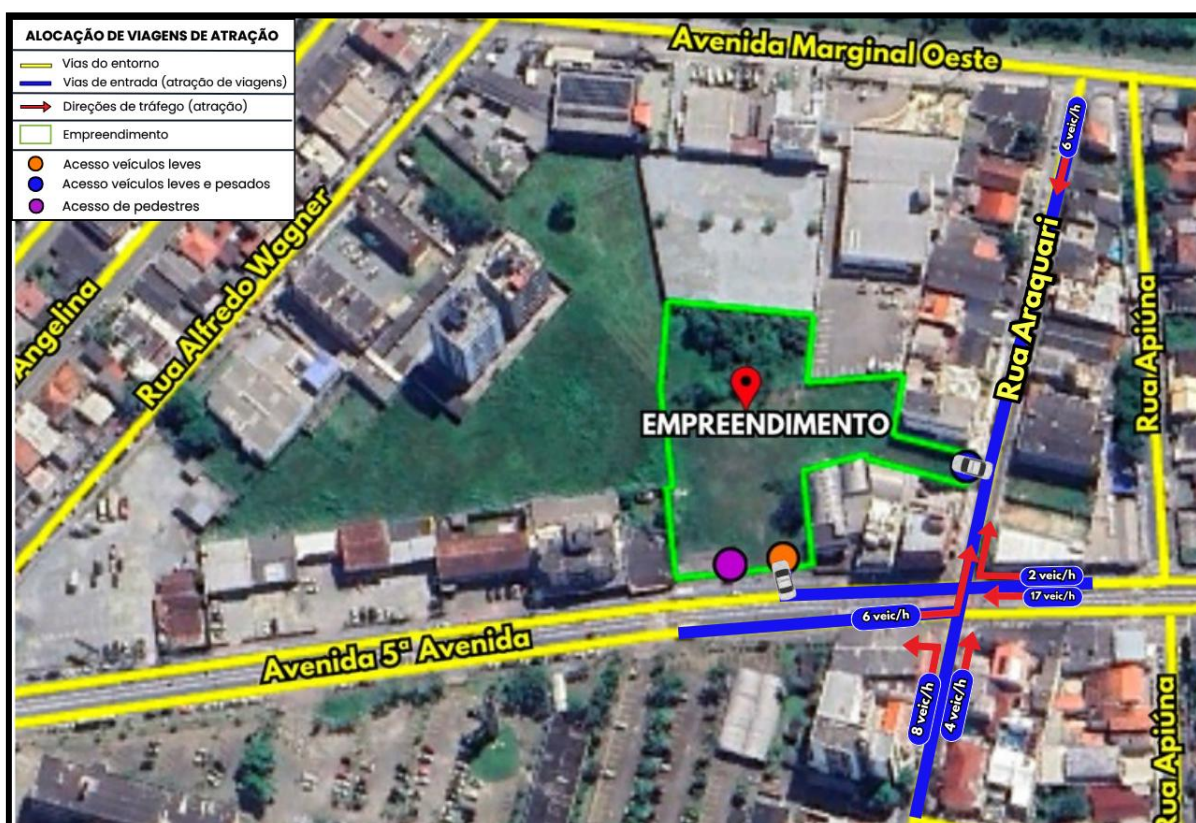 ALOCAÇÃO DE VIAGENS DE ATRAÇÃO
Vias do entorno
Vias de entrada (atração de viagens)
Direções de tráfego (atração)
Empreendimento
Acesso veículos leves
Acesso veículos leves e pesados
Acesso de pedestres
Avenida Marginal Oeste
6 veic/h
Angelina
Rua Alfredo Wagner
Rua Araquari
Rua Apiúna
EMPREENDIMENTO
2 veic/h
17 veic/h
6 veic/h
Avenida 5ª Avenida
8 veic/h
4 veic/h
Rua Apiúna